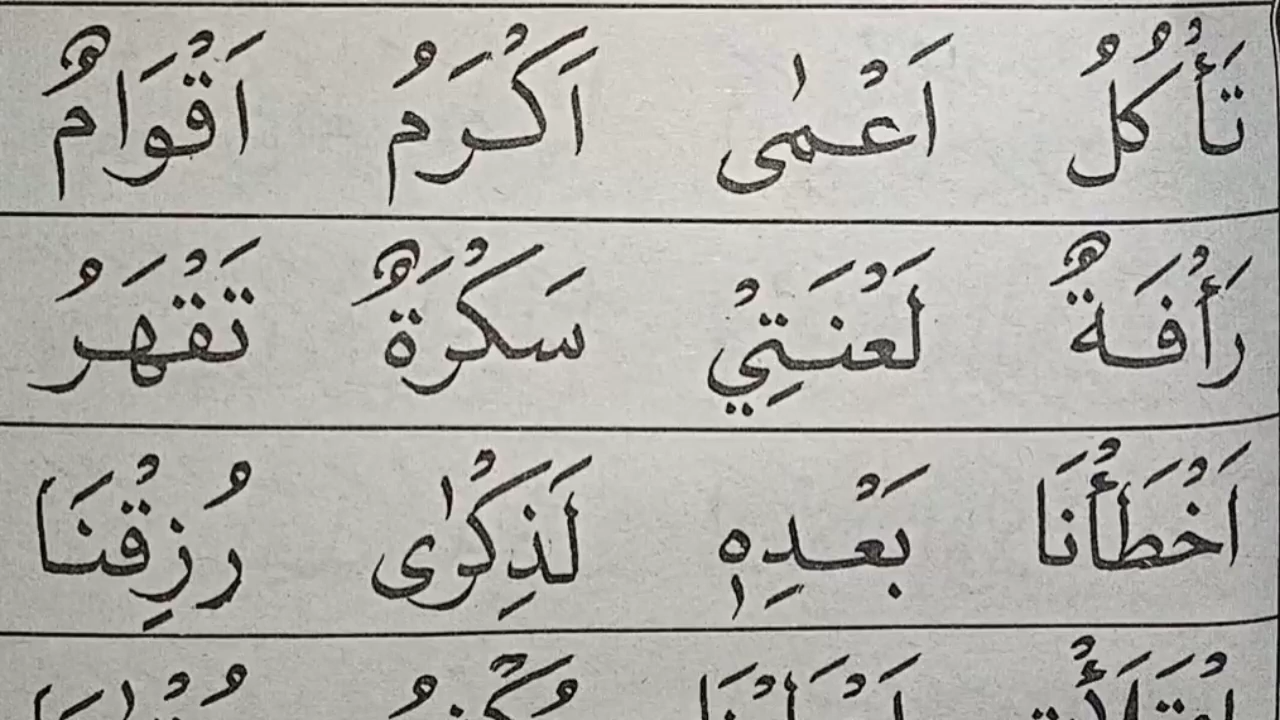 تَأْكُلُ اَعْمٰى اَكْرَمُ اَقْوَامٌ
رَأْفَةٌ لَعْنَتِيْ سَكْرَةٌ تَقْهَرُ
اَخْطَأْنَا بَعْدِهٖ لَذِكْرٰى رُزِقْنَا